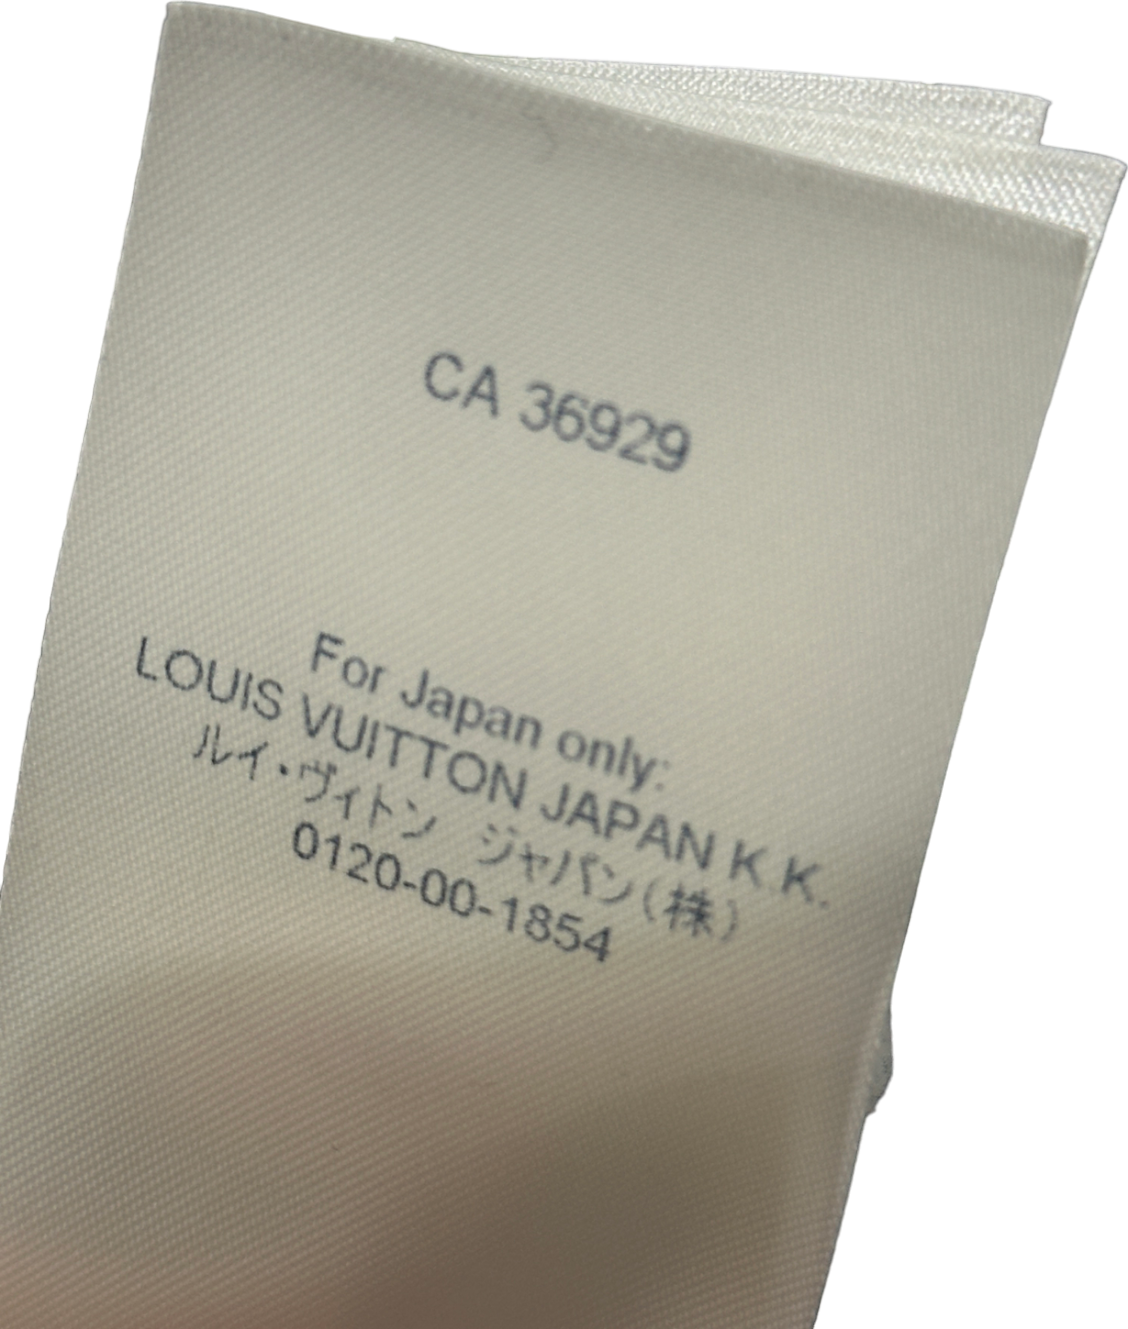 CA 36929
For Japan only:
LOUIS VUITTON JAPAN K.K.
ルイ・ヴィトン　ジャパン(株)
0120-00-1854